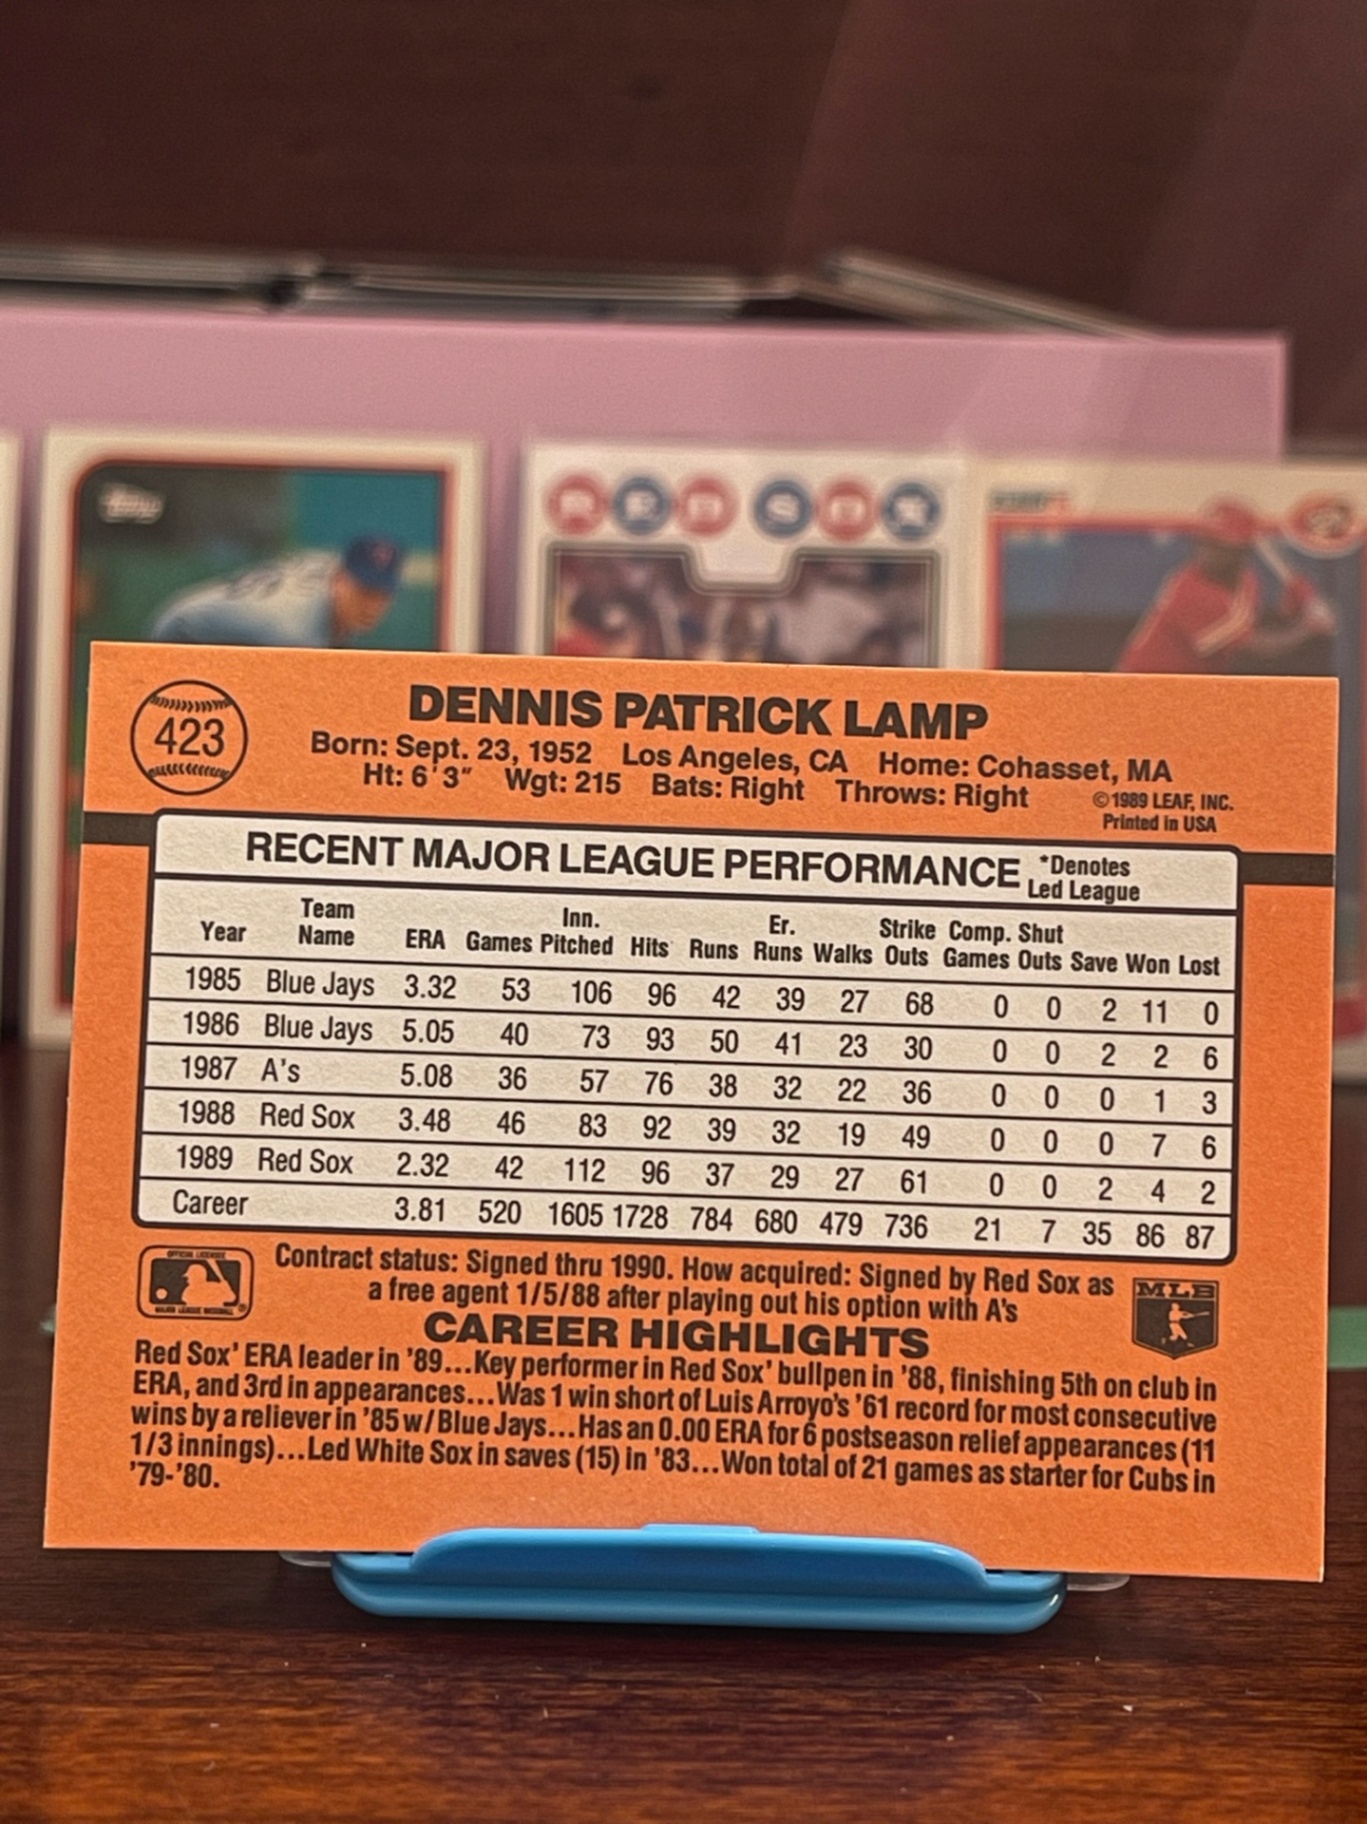 Topps
RED SOX
423
DENNIS PATRICK LAMP
Born: Sept. 23, 1952 Los Angeles, CA Home: Cohasset, MA
Ht: 6'3" Wgt: 215 Bats: Right Throws: Right
©1989 LEAF, INC.
Printed in USA
RECENT MAJOR LEAGUE PERFORMANCE *Denotes
Led League
Year Team Name ERA Games Inn. Pitched Hits Runs Er. Runs Walks Strike Outs Comp. Games Shut Outs Save Won Lost
1985 Blue Jays 3.32 53 106 96 42 39 27 68 0 0 2 11 0
1986 Blue Jays 5.05 40 73 93 50 41 23 30 0 0 2 2 6
1987 A's 5.08 36 57 76 38 32 22 36 0 0 0 1 3
1988 Red Sox 3.48 46 83 92 39 32 19 49 0 0 0 7 6
1989 Red Sox 2.32 42 112 96 37 29 27 61 0 0 2 4 2
Career 3.81 520 1605 1728 784 680 479 736 21 7 35 86 87
OFFICIAL LICENSEE
MAJOR LEAGUE BASEBALL
®
Contract status: Signed thru 1990. How acquired: Signed by Red Sox as
a free agent 1/5/88 after playing out his option with A's
MLB
CAREER HIGHLIGHTS
Red Sox' ERA leader in '89...Key performer in Red Sox' bullpen in '88, finishing 5th on club in
ERA, and 3rd in appearances...Was 1 win short of Luis Arroyo's '61 record for most consecutive
wins by a reliever in '85 w/Blue Jays...Has an 0.00 ERA for 6 postseason relief appearances (11
1/3 innings)...Led White Sox in saves (15) in '83...Won total of 21 games as starter for Cubs in
'79-'80.